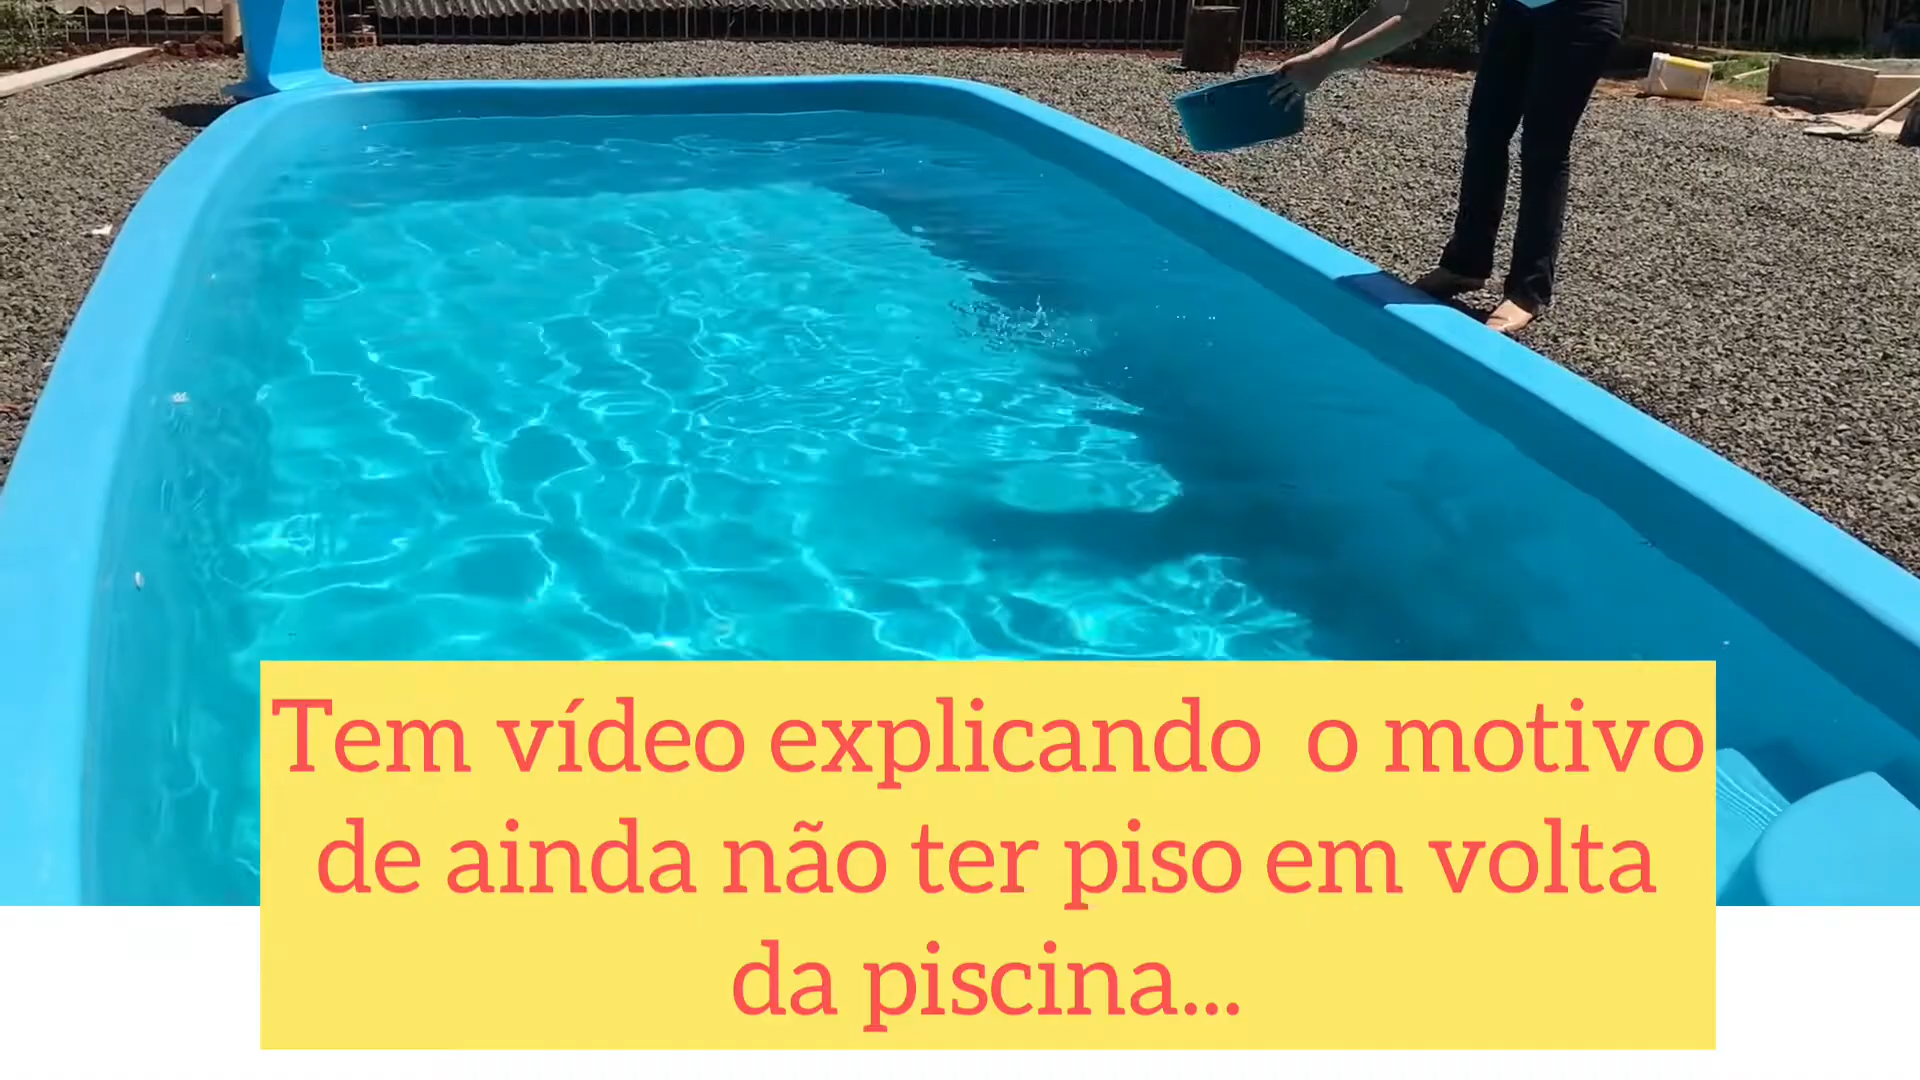 Tem vídeo explicando o motivo
de ainda não ter piso em volta
da piscina...